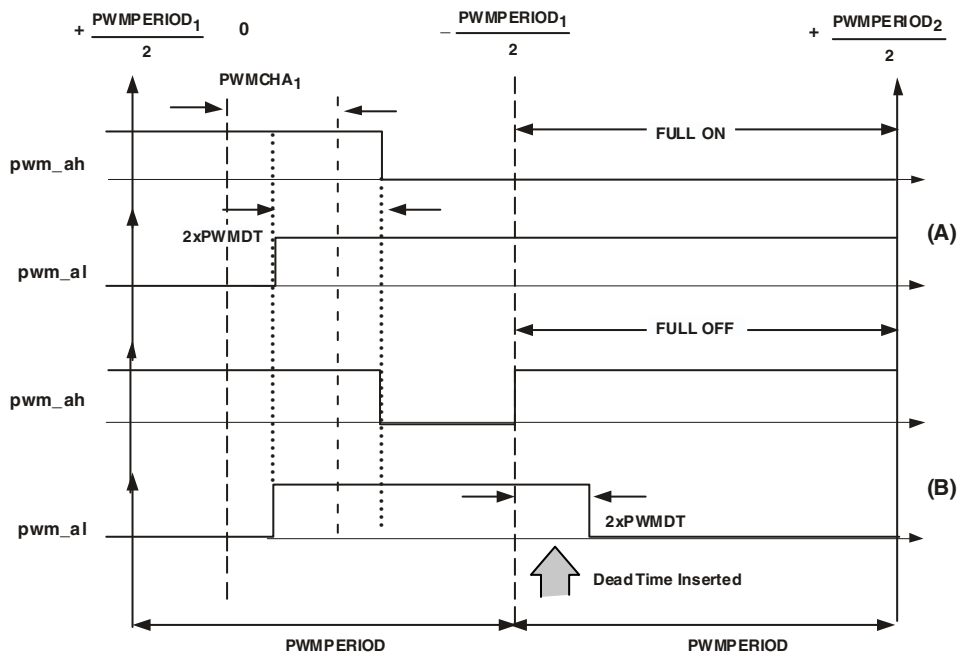 + PWMPERIOD₁ / 2   0   − PWMPERIOD₁ / 2   + PWMPERIOD₂ / 2
PWMCHA₁
FULL ON
pwm_ah
2xPWMDT
(A)
pwm_al
FULL OFF
pwm_ah
(B)
pwm_al
2xPWMDT
Dead Time Inserted
PWMPERIOD
PWMPERIOD